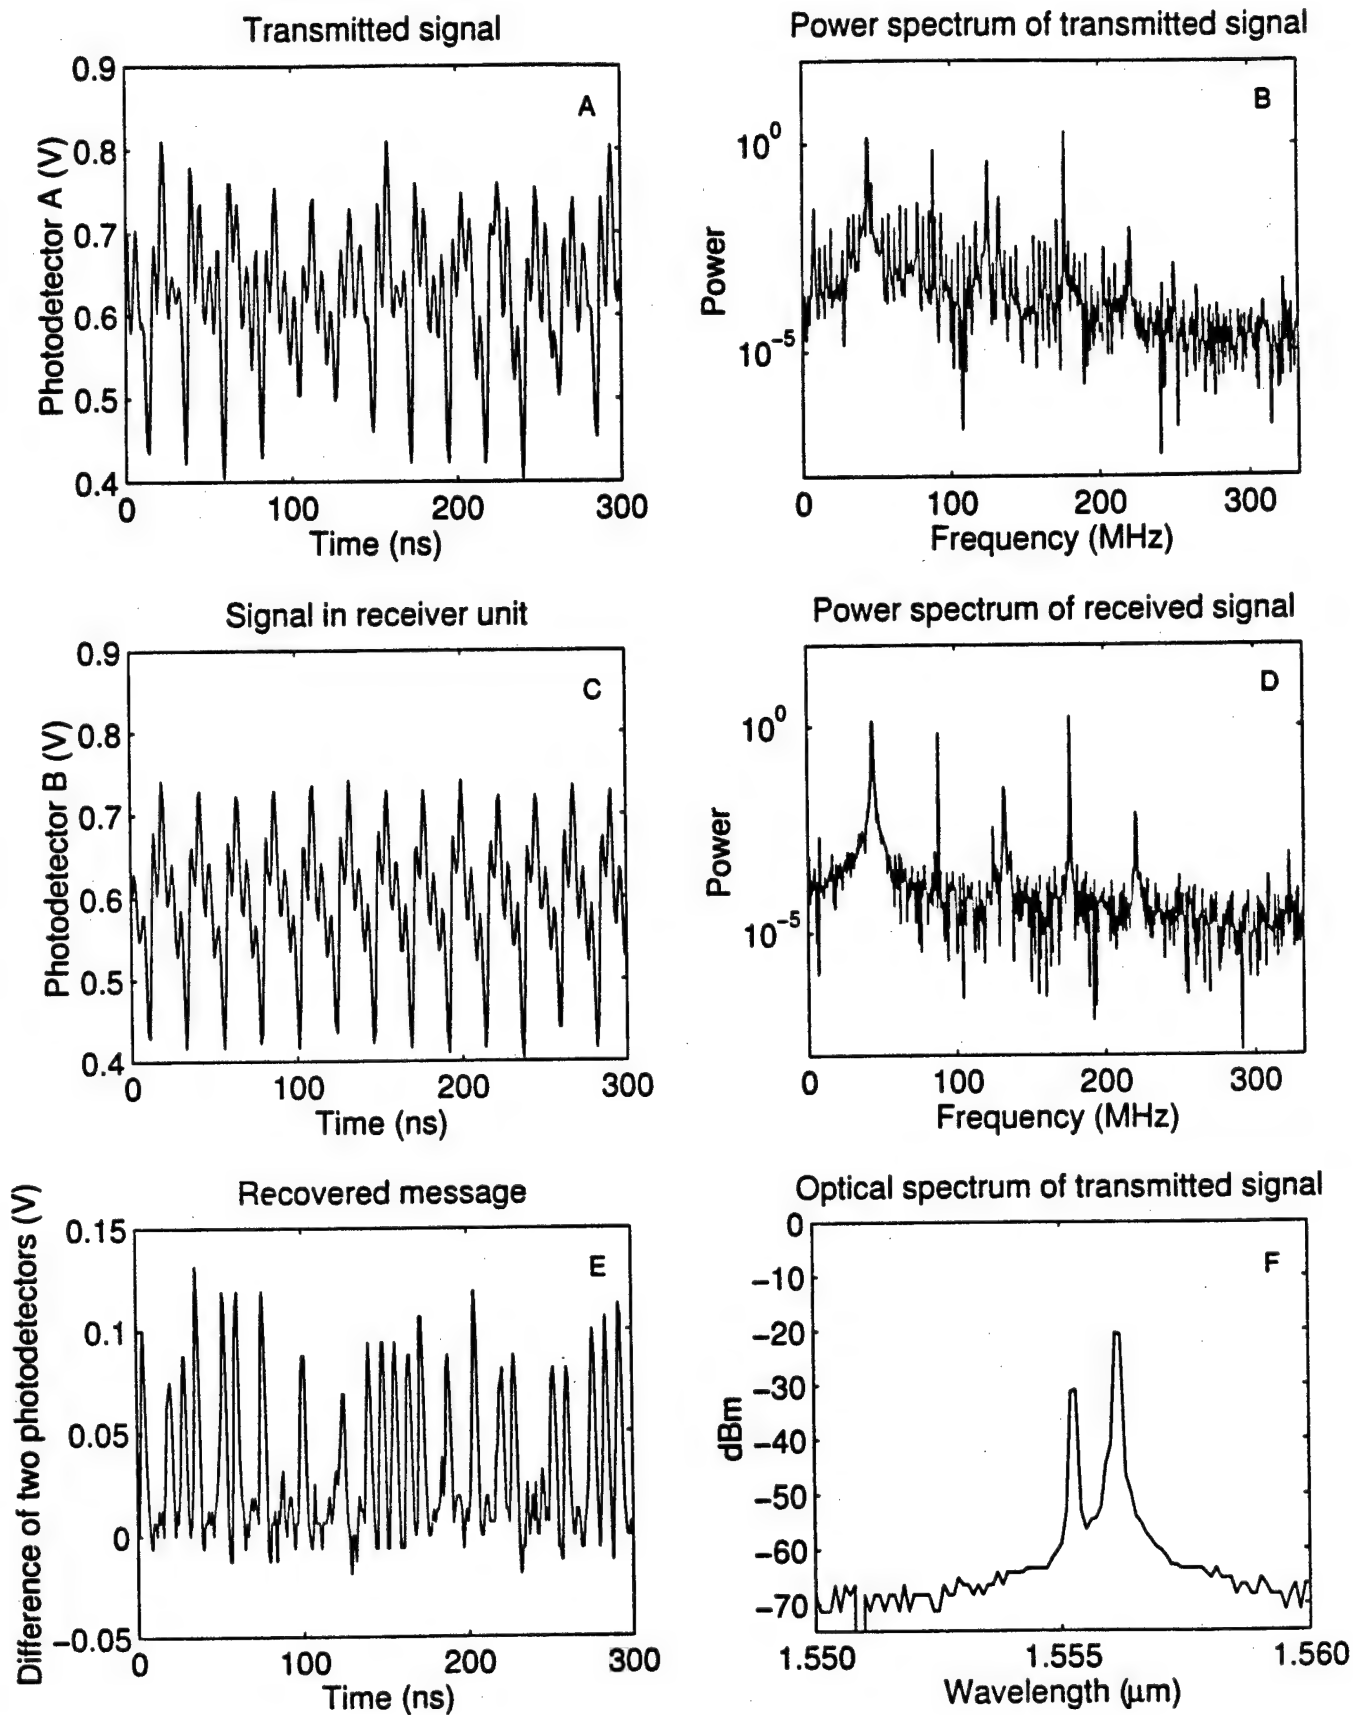 Transmitted signal
0.9
0.8
0.7
0.6
0.5
0.4
Photodetector A (V)
A
0
100
200
300
Time (ns)
Power spectrum of transmitted signal
10^0
10^-5
Power
B
0
100
200
300
Frequency (MHz)
Signal in receiver unit
0.9
0.8
0.7
0.6
0.5
0.4
Photodetector B (V)
C
0
100
200
300
Time (ns)
Power spectrum of received signal
10^0
10^-5
Power
D
0
100
200
300
Frequency (MHz)
Recovered message
0.15
0.1
0.05
0
−0.05
Difference of two photodetectors (V)
E
0
100
200
300
Time (ns)
Optical spectrum of transmitted signal
0
−10
−20
−30
−40
−50
−60
−70
dBm
F
1.550
1.555
1.560
Wavelength (μm)